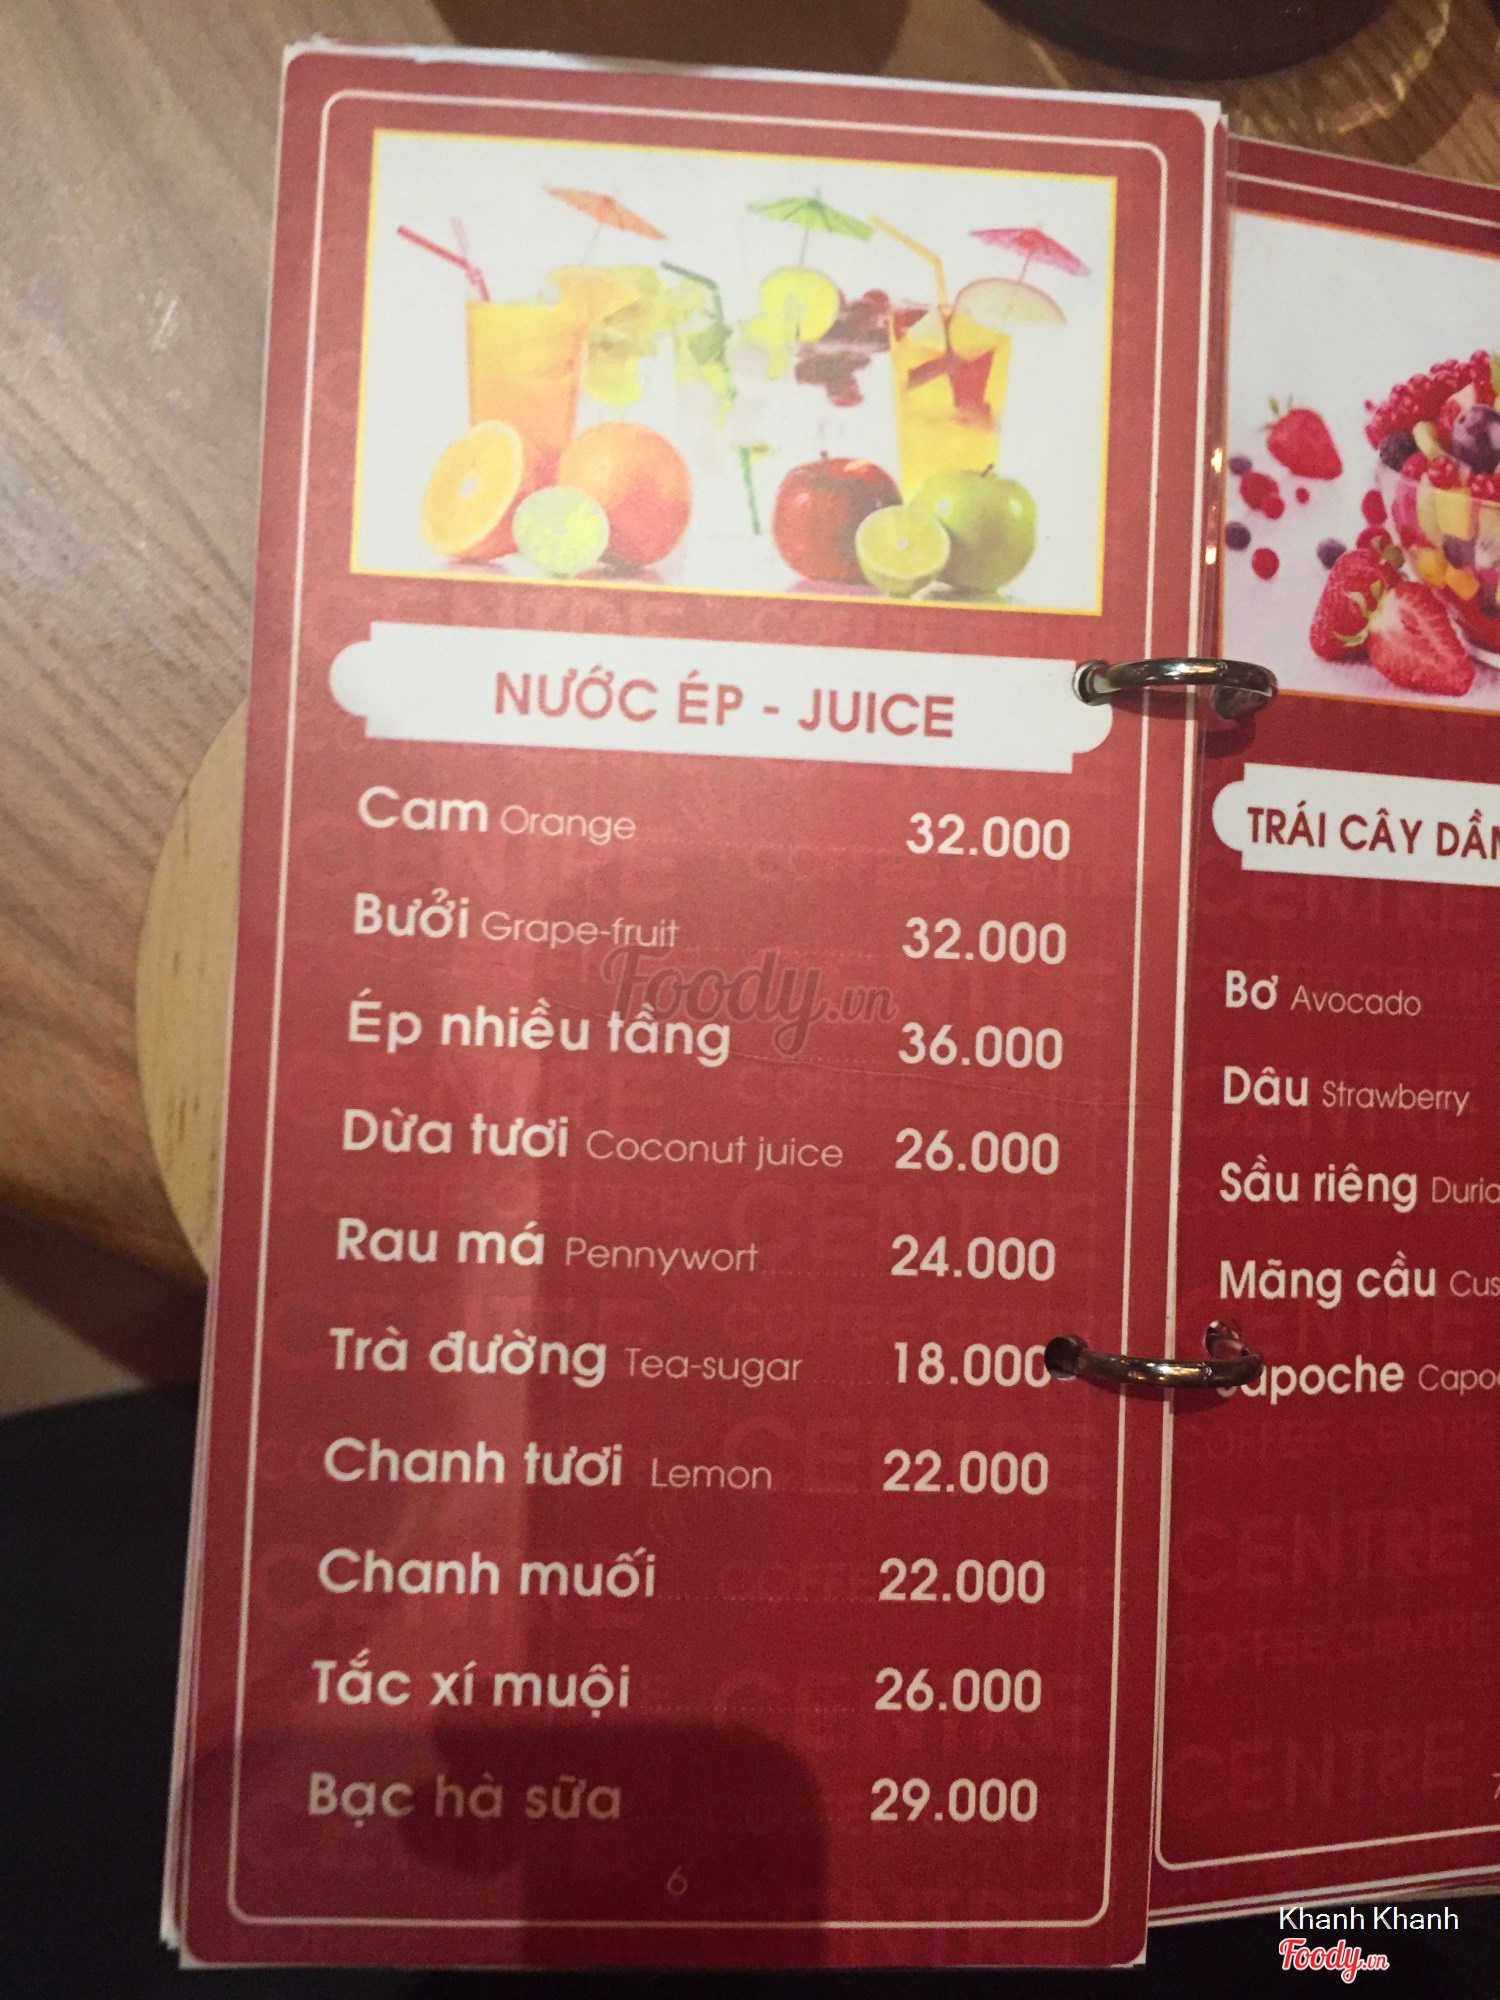 NƯỚC ÉP - JUICE
Cam Orange 32.000
Bưởi Grape-fruit 32.000
Ép nhiều tầng 36.000
Dừa tươi Coconut juice 26.000
Rau má Pennywort 24.000
Trà đường Tea-sugar 18.000
Chanh tươi Lemon 22.000
Chanh muối 22.000
Tắc xí muội 26.000
Bạc hà sữa 29.000
6
TRÁI CÂY
Bơ Avocado
Dâu Strawberry
Sầu riêng
Mãng cầu
Foody.vn
Khanh Khanh
Foody.vn